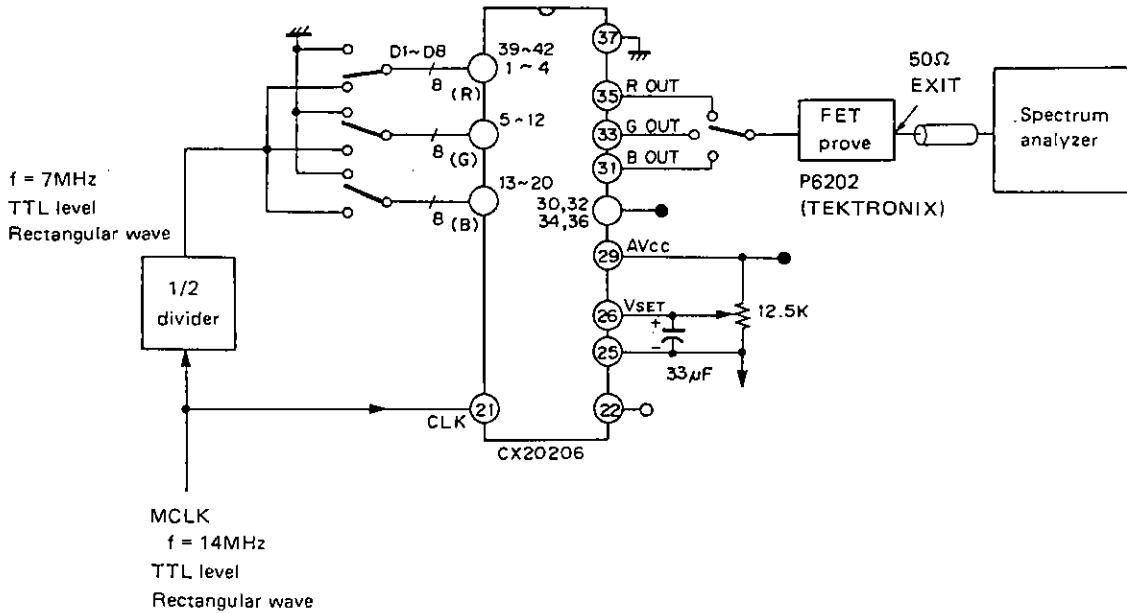 D1~D8
8
(R)
39~42
1~4
8
(G)
5~12
8
(B)
13~20
37
35
R OUT
33
G OUT
31
B OUT
30,32
34,36
29
AVcc
26
VSET
+
-
33μF
12.5K
25
22
21
CLK
CX20206
FET
prove
P6202
(TEKTRONIX)
50Ω
EXIT
Spectrum
analyzer
f = 7MHz
TTL level
Rectangular wave
1/2
divider
MCLK
f = 14MHz
TTL level
Rectangular wave